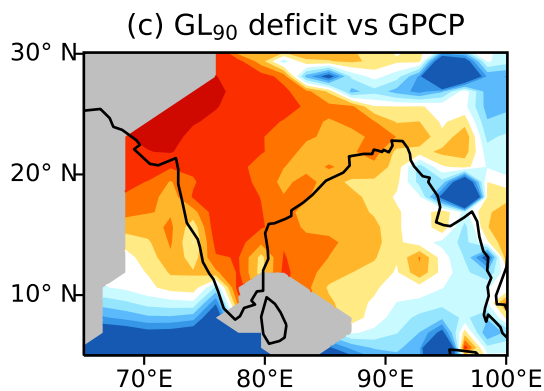 (c) GL₉₀ deficit vs GPCP
30° N
20° N
10° N
70°E 80°E 90°E 100°E